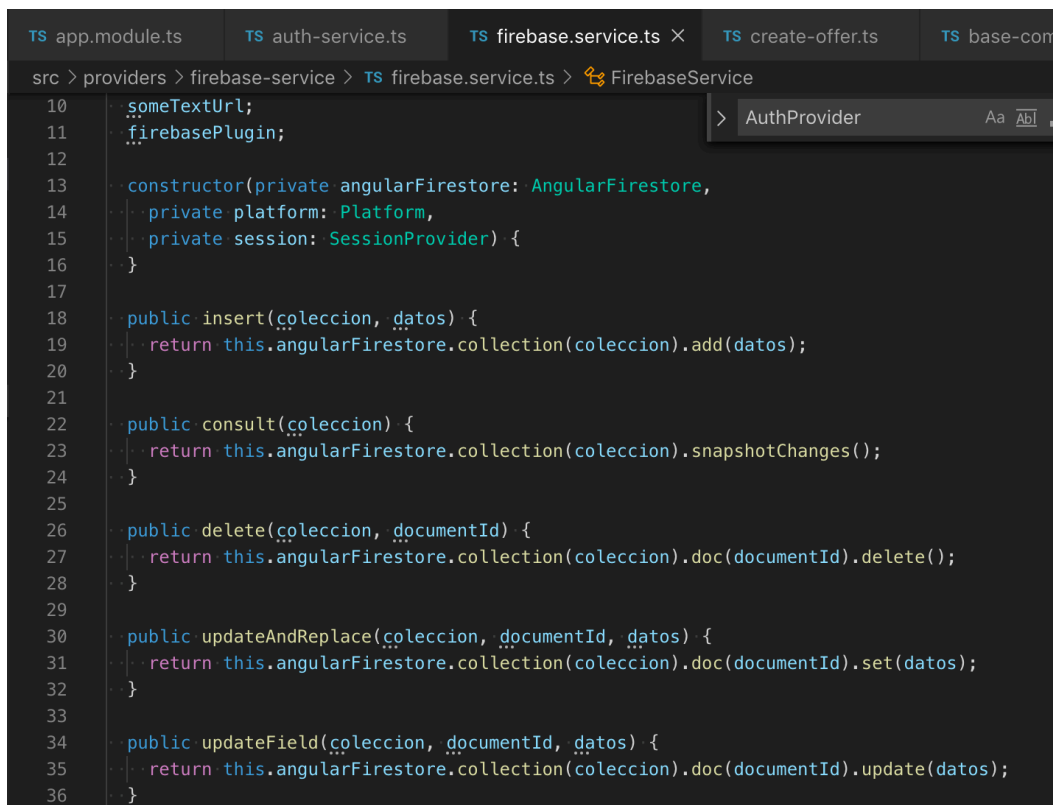 TS app.module.ts TS auth-service.ts TS firebase.service.ts × TS create-offer.ts TS base-com
src > providers > firebase-service > TS firebase.service.ts > FirebaseService
> AuthProvider Aa Abl
10 someTextUrl;
11 firebasePlugin;
12
13 constructor(private angularFirestore: AngularFirestore,
14 private platform: Platform,
15 private session: SessionProvider) {
16 }
17
18 public insert(coleccion, datos) {
19 return this.angularFirestore.collection(coleccion).add(datos);
20 }
21
22 public consult(coleccion) {
23 return this.angularFirestore.collection(coleccion).snapshotChanges();
24 }
25
26 public delete(coleccion, documentId) {
27 return this.angularFirestore.collection(coleccion).doc(documentId).delete();
28 }
29
30 public updateAndReplace(coleccion, documentId, datos) {
31 return this.angularFirestore.collection(coleccion).doc(documentId).set(datos);
32 }
33
34 public updateField(coleccion, documentId, datos) {
35 return this.angularFirestore.collection(coleccion).doc(documentId).update(datos);
36 }